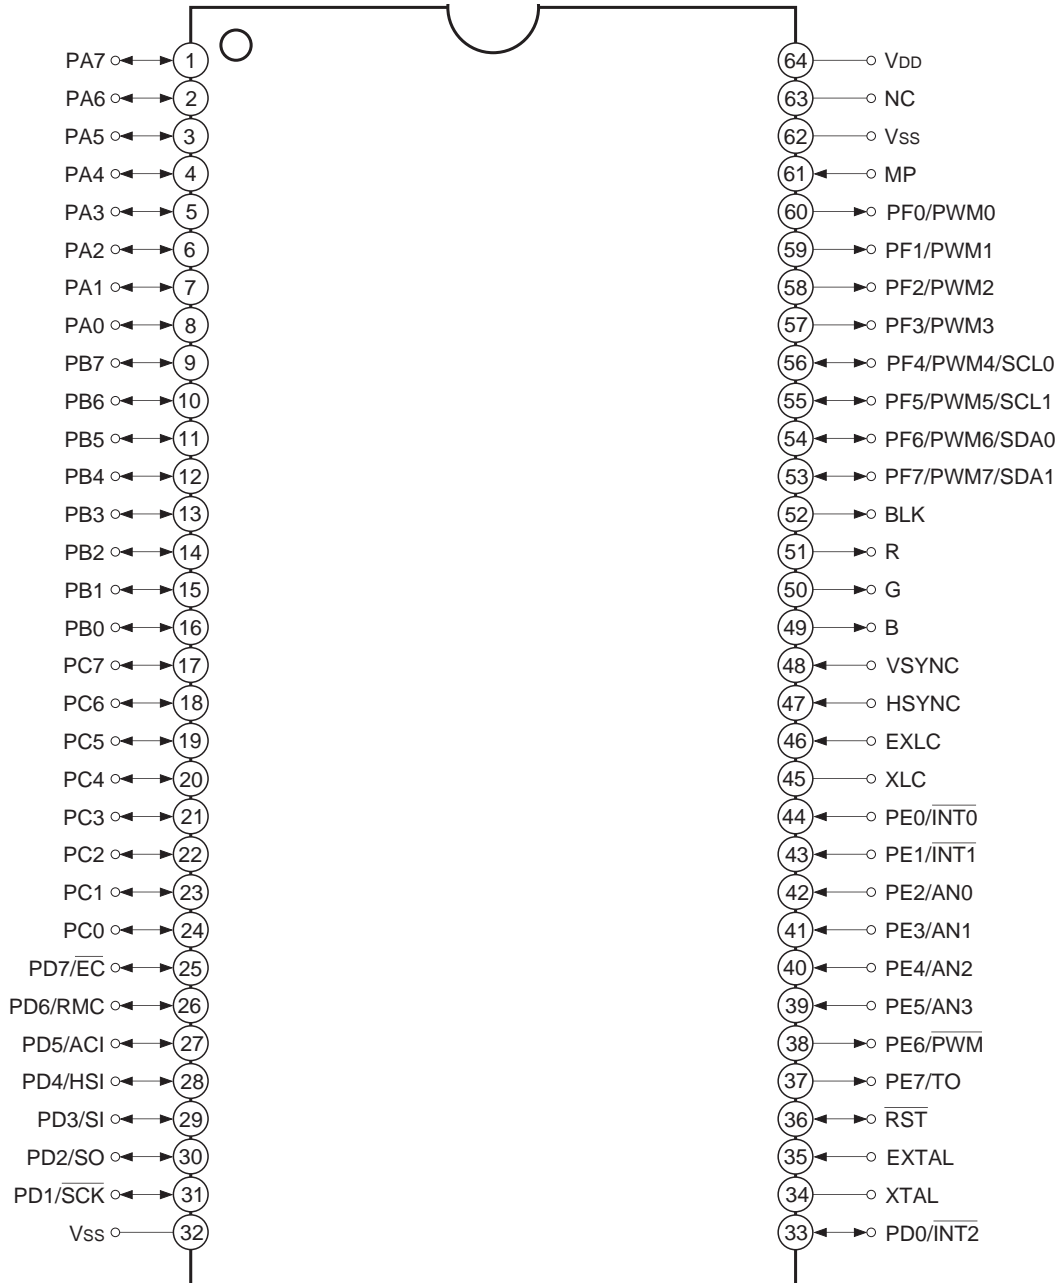 PA7 1 64 VDD
PA6 2 63 NC
PA5 3 62 Vss
PA4 4 61 MP
PA3 5 60 PF0/PWM0
PA2 6 59 PF1/PWM1
PA1 7 58 PF2/PWM2
PA0 8 57 PF3/PWM3
PB7 9 56 PF4/PWM4/SCL0
PB6 10 55 PF5/PWM5/SCL1
PB5 11 54 PF6/PWM6/SDA0
PB4 12 53 PF7/PWM7/SDA1
PB3 13 52 BLK
PB2 14 51 R
PB1 15 50 G
PB0 16 49 B
PC7 17 48 VSYNC
PC6 18 47 HSYNC
PC5 19 46 EXLC
PC4 20 45 XLC
PC3 21 44 PE0/I̅N̅T̅0̅
PC2 22 43 PE1/I̅N̅T̅1̅
PC1 23 42 PE2/AN0
PC0 24 41 PE3/AN1
PD7/E̅C̅ 25 40 PE4/AN2
PD6/RMC 26 39 PE5/AN3
PD5/ACI 27 38 PE6/P̅W̅M̅
PD4/HSI 28 37 PE7/TO
PD3/SI 29 36 R̅S̅T̅
PD2/SO 30 35 EXTAL
PD1/S̅C̅K̅ 31 34 XTAL
Vss 32 33 PD0/I̅N̅T̅2̅